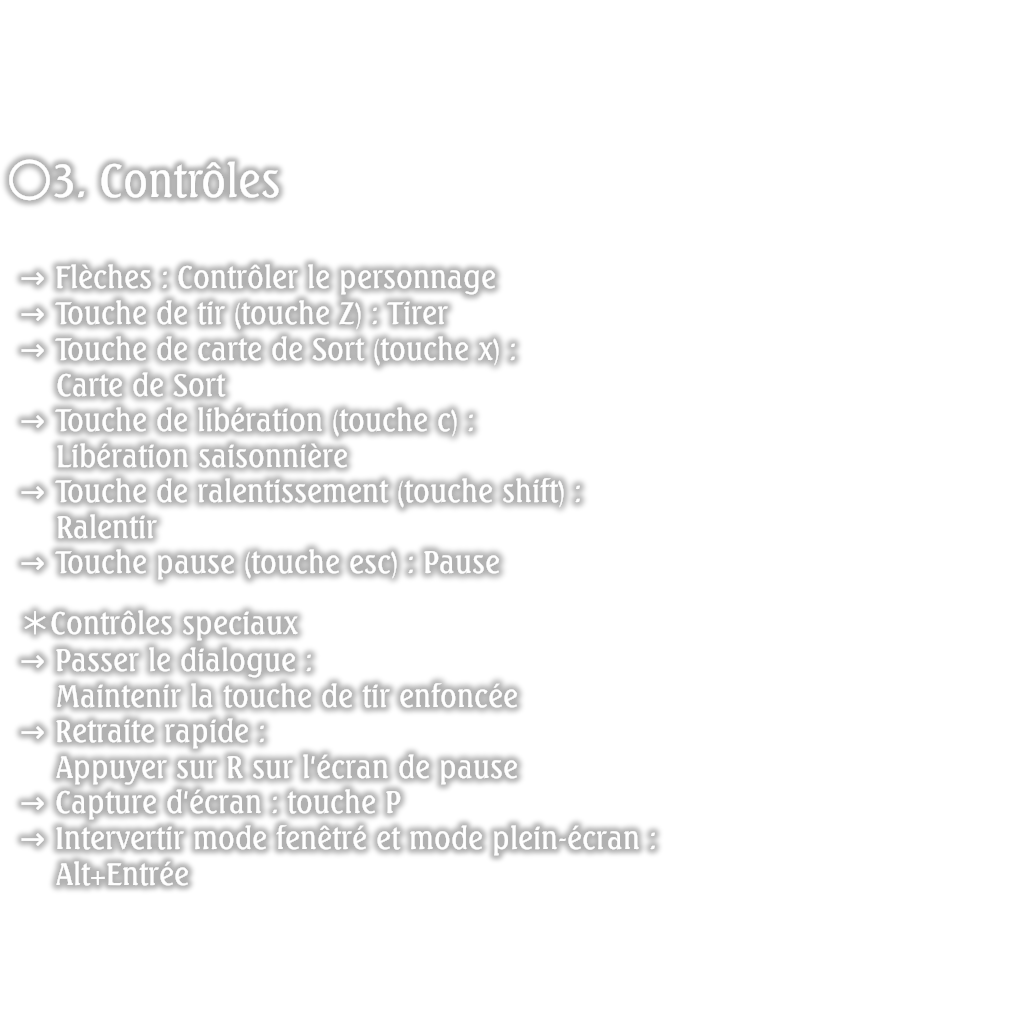 ○3. Contrôles
→ Flèches : Contrôler le personnage
→ Touche de tir (touche Z) : Tirer
→ Touche de carte de Sort (touche x) :
Carte de Sort
→ Touche de libération (touche c) :
Libération saisonnière
→ Touche de ralentissement (touche shift) :
Ralentir
→ Touche pause (touche esc) : Pause
＊Contrôles speciaux
→ Passer le dialogue :
Maintenir la touche de tir enfoncée
→ Retraite rapide :
Appuyer sur R sur l'écran de pause
→ Capture d'écran : touche P
→ Intervertir mode fenêtré et mode plein-écran :
Alt+Entrée